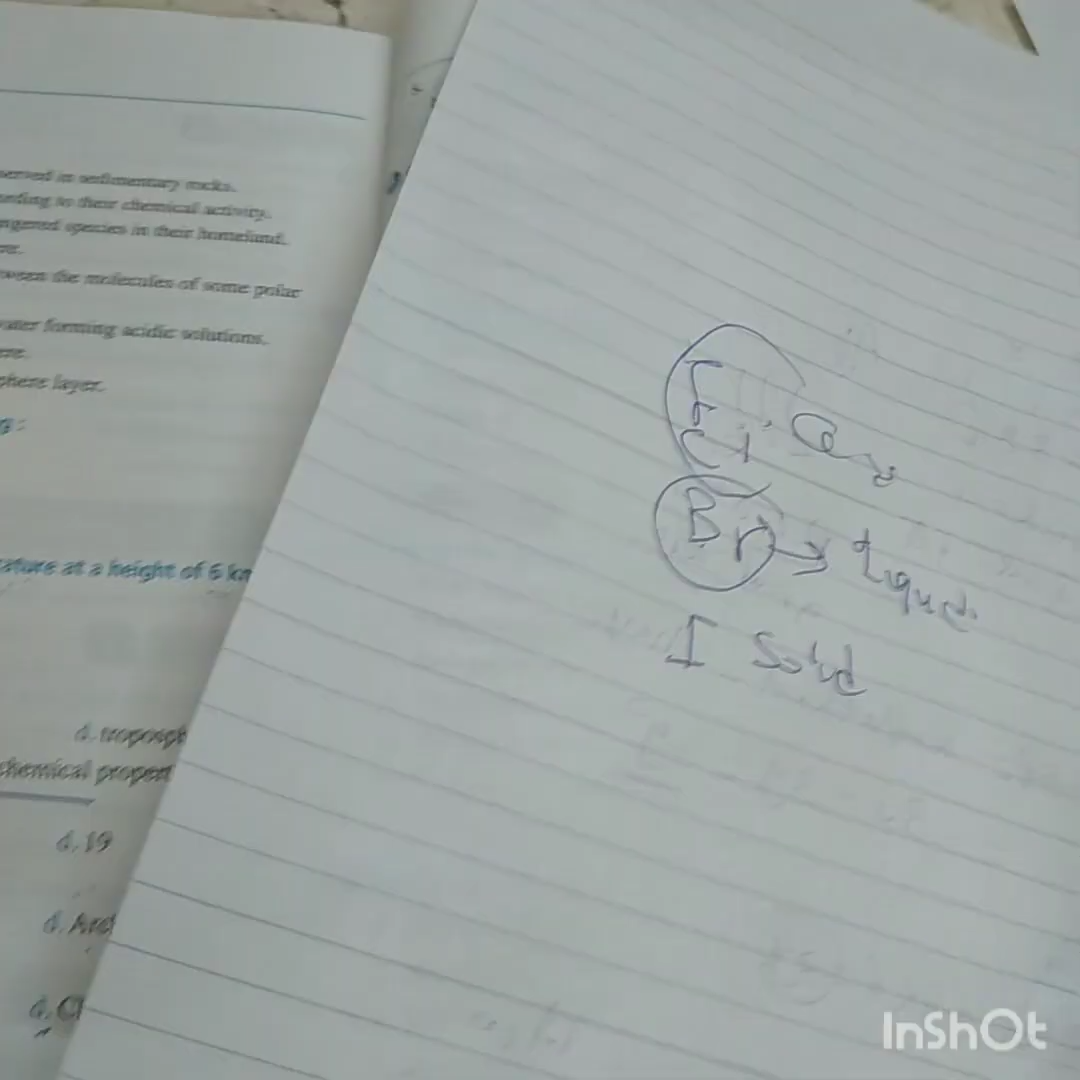 served in sedimentary rocks.
ording to their chemical activity.
ngered species in their homeland.
ween the molecules of some polar
water forming acidic solutions.
phere layer.
ature at a height of 6 km
d. troposph
chemical propert
d. 19
d.
d. Cl
F
Cl
Br → Liquid
I Solid
InShOt